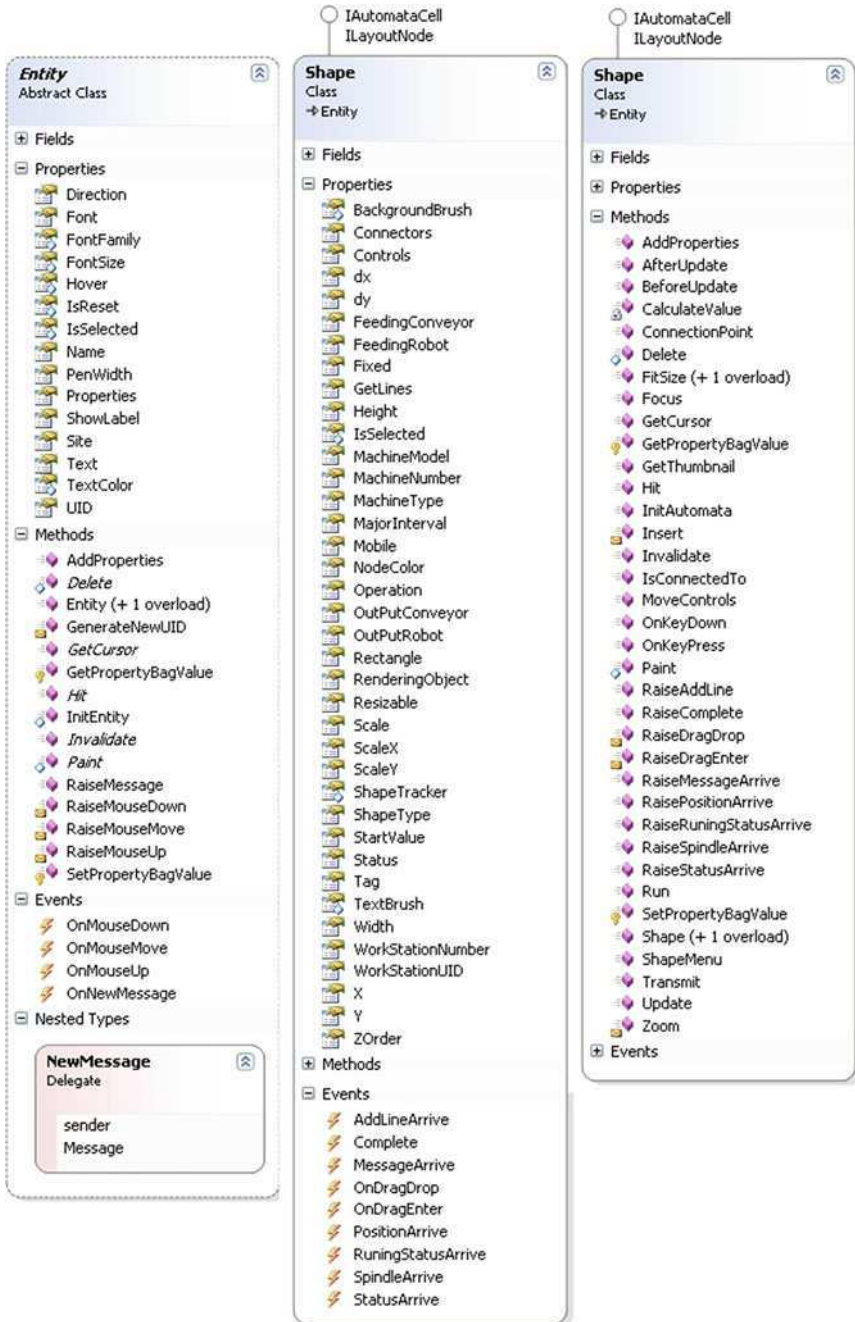 Entity
Abstract Class
Fields
Properties
Direction
Font
FontFamily
FontSize
Hover
IsReset
IsSelected
Name
PenWidth
Properties
ShowLabel
Site
Text
TextColor
UID
Methods
AddProperties
Delete
Entity (+ 1 overload)
GenerateNewUID
GetCursor
GetPropertyBagValue
Hit
InitEntity
Invalidate
Paint
RaiseMessage
RaiseMouseDown
RaiseMouseMove
RaiseMouseUp
SetPropertyBagValue
Events
OnMouseDown
OnMouseMove
OnMouseUp
OnNewMessage
Nested Types
NewMessage
Delegate
sender
Message
IAutomataCell
ILayoutNode
Shape
Class
Entity
Fields
Properties
BackgroundBrush
Connectors
Controls
dx
dy
FeedingConveyor
FeedingRobot
Fixed
GetLines
Height
IsSelected
MachineModel
MachineNumber
MachineType
MajorInterval
Mobile
NodeColor
Operation
OutPutConveyor
OutPutRobot
Rectangle
RenderingObject
Resizable
Scale
ScaleX
ScaleY
ShapeTracker
ShapeType
StartValue
Status
Tag
TextBrush
Width
WorkStationNumber
WorkStationUID
X
Y
ZOrder
Methods
Events
AddLineArrive
Complete
MessageArrive
OnDragDrop
OnDragEnter
PositionArrive
RuningStatusArrive
SpindleArrive
StatusArrive
IAutomataCell
ILayoutNode
Shape
Class
Entity
Fields
Properties
Methods
AddProperties
AfterUpdate
BeforeUpdate
CalculateValue
ConnectionPoint
Delete
FitSize (+ 1 overload)
Focus
GetCursor
GetPropertyBagValue
GetThumbnail
Hit
InitAutomata
Insert
Invalidate
IsConnectedTo
MoveControls
OnKeyDown
OnKeyPress
Paint
RaiseAddLine
RaiseComplete
RaiseDragDrop
RaiseDragEnter
RaiseMessageArrive
RaisePositionArrive
RaiseRuningStatusArrive
RaiseSpindleArrive
RaiseStatusArrive
Run
SetPropertyBagValue
Shape (+ 1 overload)
ShapeMenu
Transmit
Update
Zoom
Events